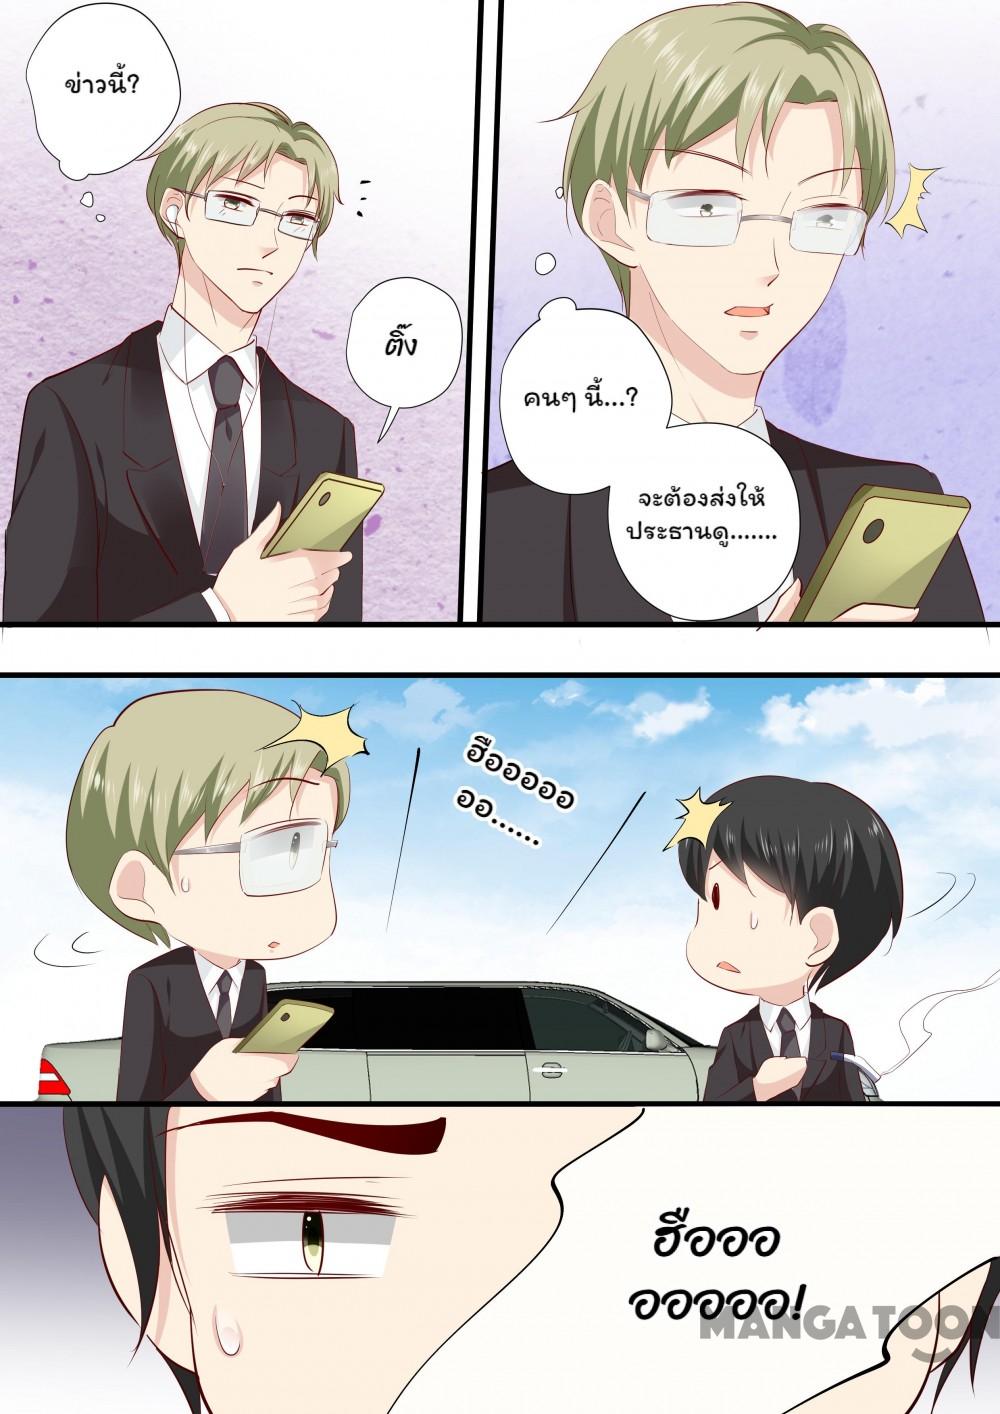 ข่าวนี้?
ติ๊ง
คนๆ นี้...?
จะต้องส่งให้
ประธานดู.......
ฮืออออออ
ออ......
ฮือออ
อออออ!
MANGATOON